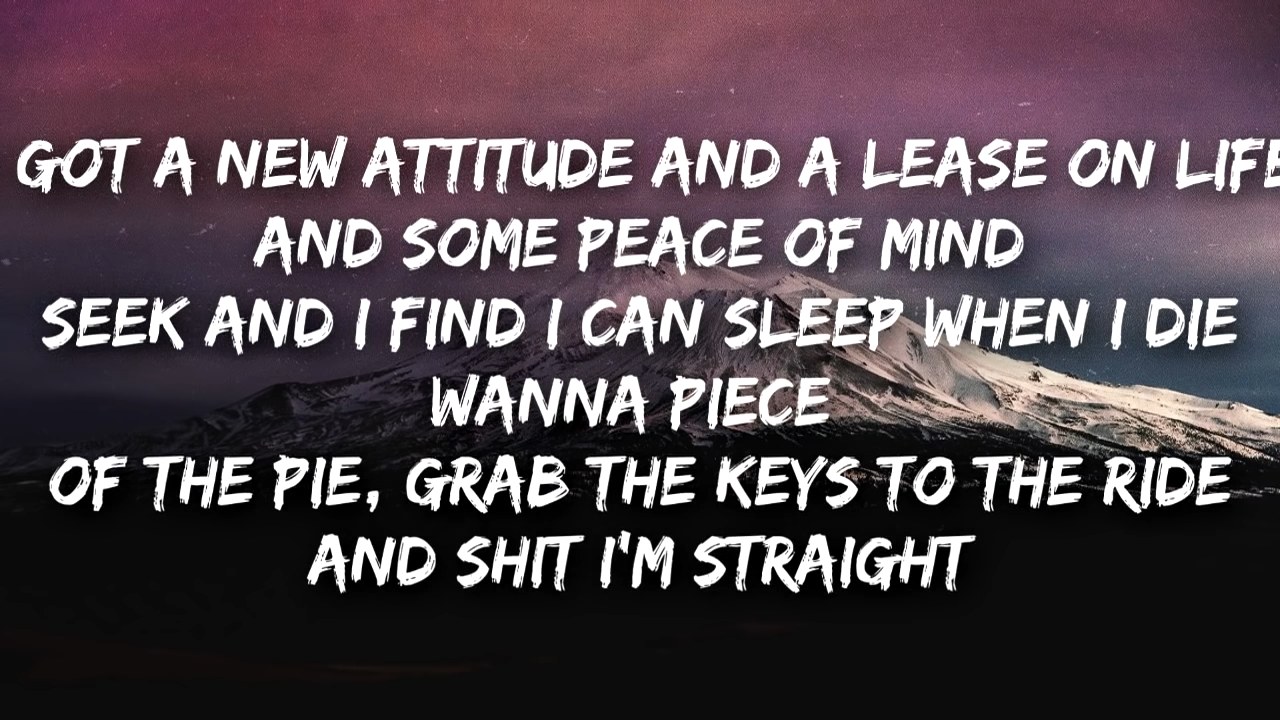 GOT A NEW ATTITUDE AND A LEASE ON LIFE
AND SOME PEACE OF MIND
SEEK AND I FIND I CAN SLEEP WHEN I DIE
WANNA PIECE
OF THE PIE, GRAB THE KEYS TO THE RIDE
AND SHIT I'M STRAIGHT